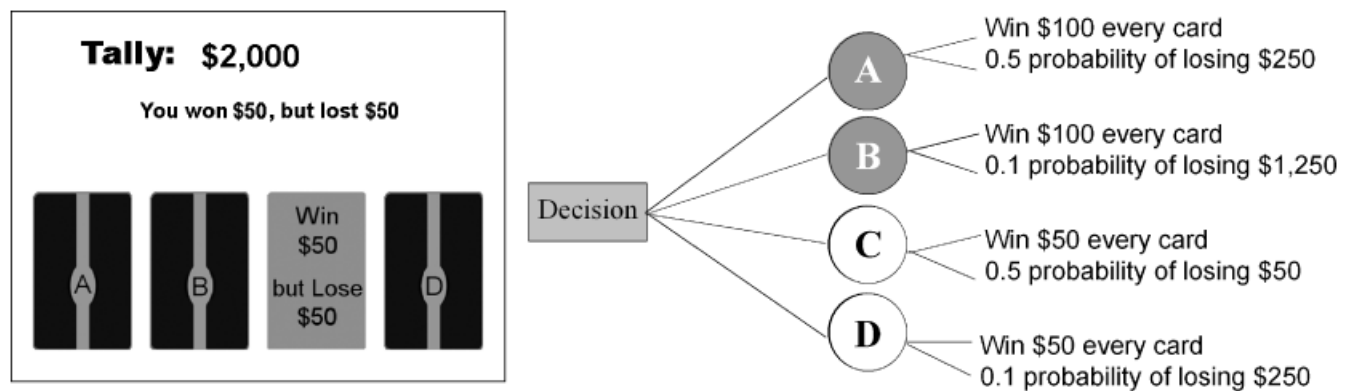 Tally: $2,000
You won $50, but lost $50
A
B
Win
$50
but Lose
$50
D
Decision
A
Win $100 every card
0.5 probability of losing $250
B
Win $100 every card
0.1 probability of losing $1,250
C
Win $50 every card
0.5 probability of losing $50
D
Win $50 every card
0.1 probability of losing $250